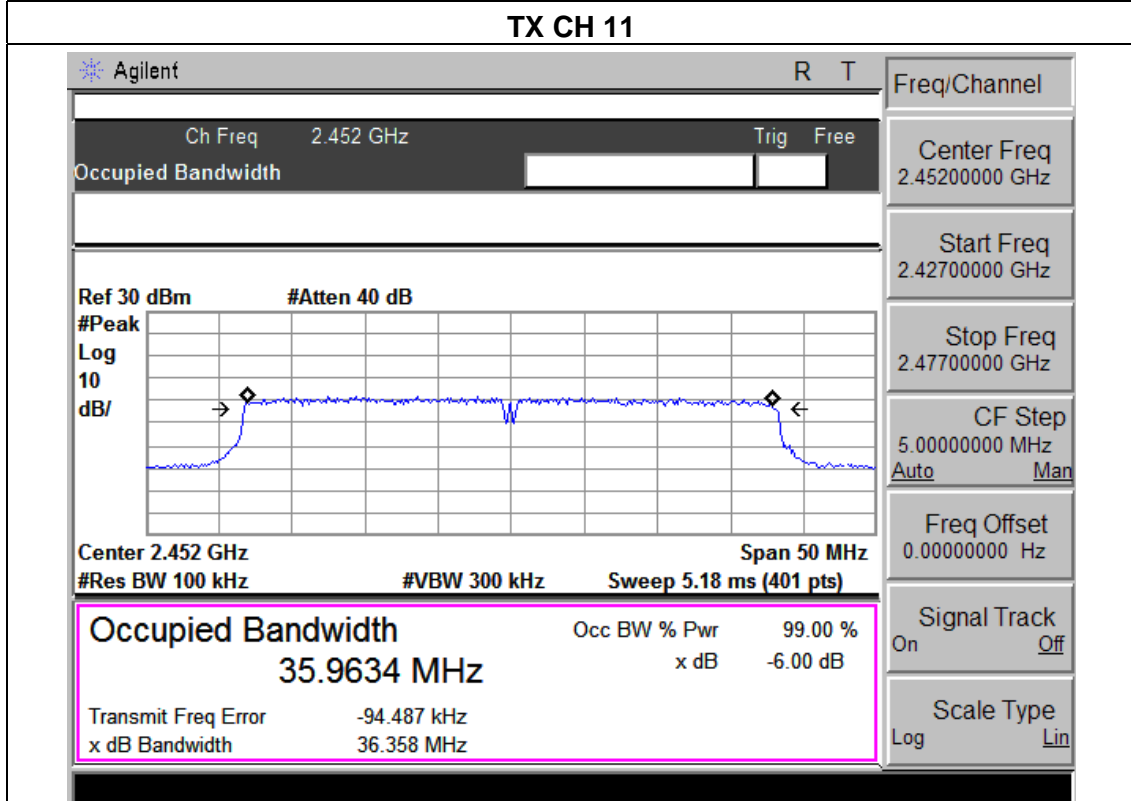 TX CH 11
Agilent R T
Ch Freq 2.452 GHz Trig Free
Occupied Bandwidth
Ref 30 dBm #Atten 40 dB
#Peak
Log
10
dB/
Center 2.452 GHz Span 50 MHz
#Res BW 100 kHz #VBW 300 kHz Sweep 5.18 ms (401 pts)
Occupied Bandwidth Occ BW % Pwr 99.00 %
35.9634 MHz x dB -6.00 dB
Transmit Freq Error -94.487 kHz
x dB Bandwidth 36.358 MHz
Freq/Channel
Center Freq
2.45200000 GHz
Start Freq
2.42700000 GHz
Stop Freq
2.47700000 GHz
CF Step
5.00000000 MHz
Auto Man
Freq Offset
0.00000000 Hz
Signal Track
On Off
Scale Type
Log Lin